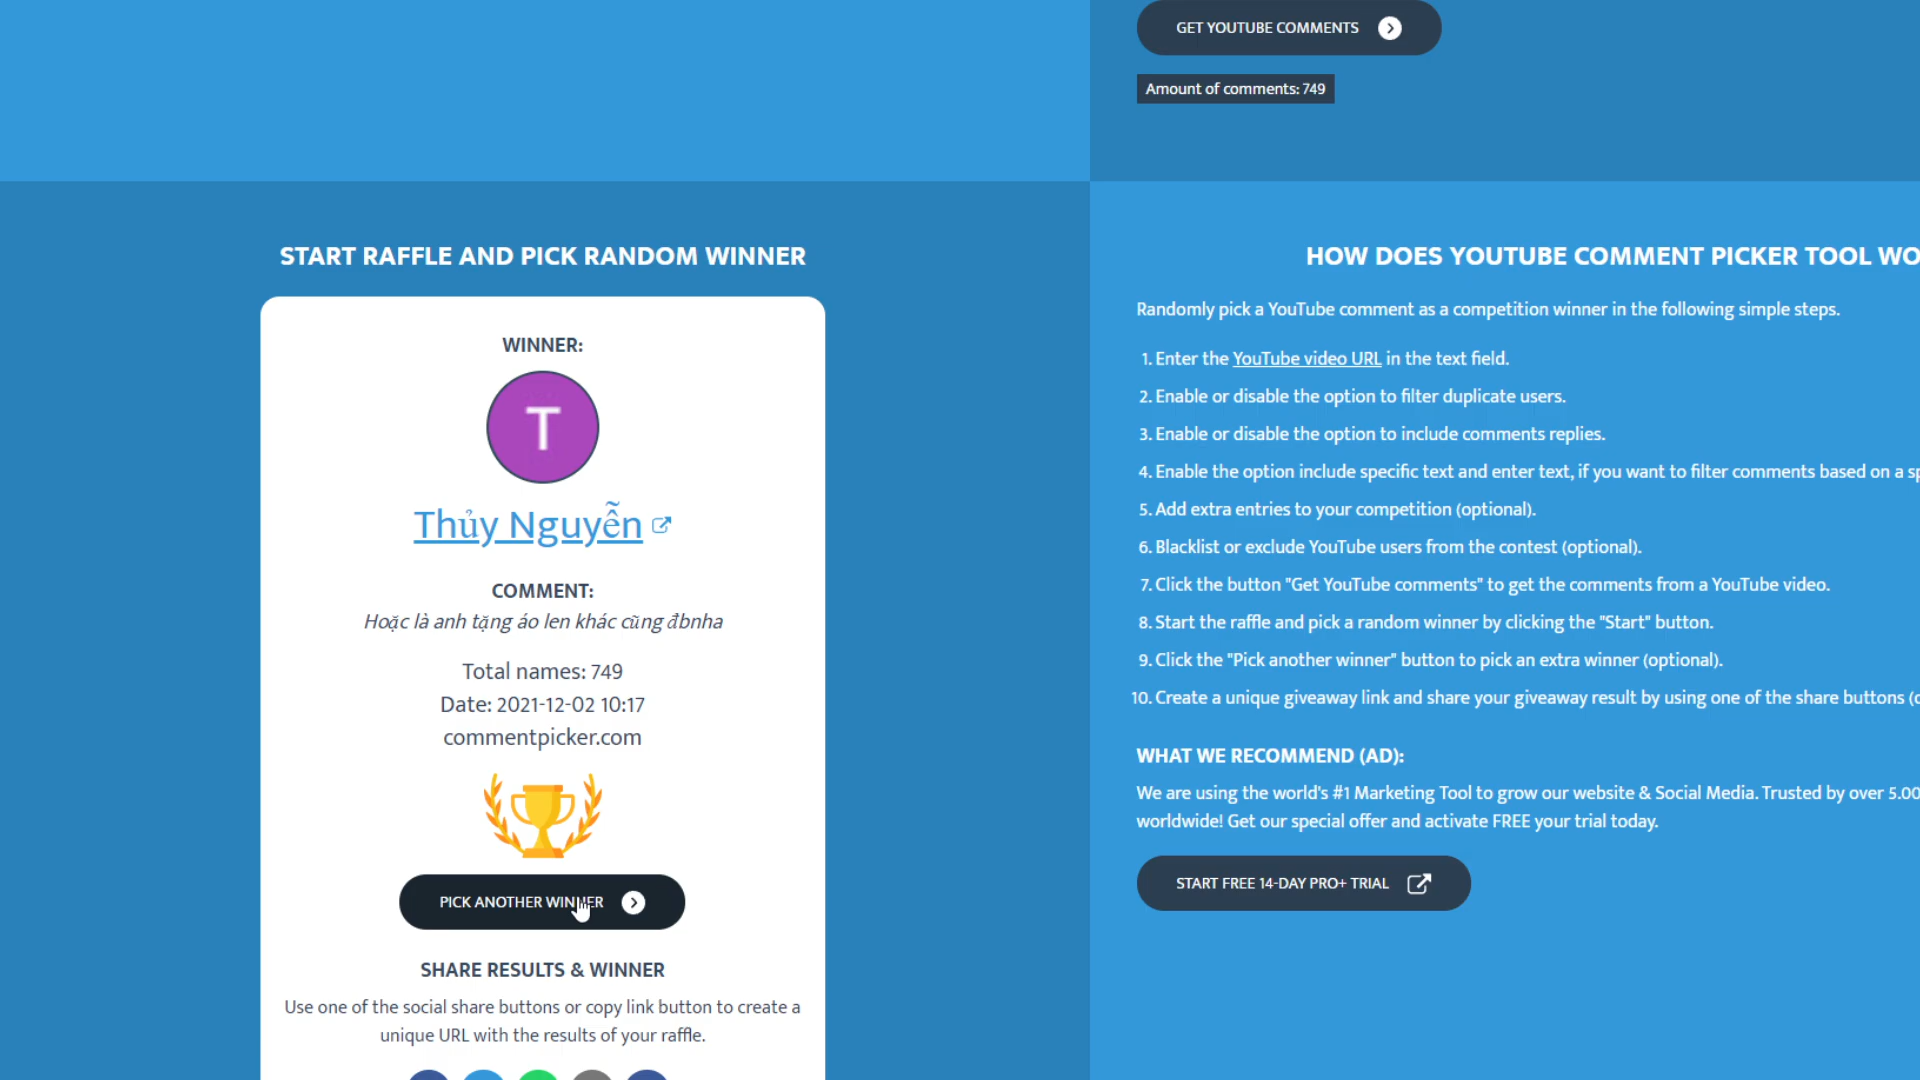 GET YOUTUBE COMMENTS
Amount of comments: 749
START RAFFLE AND PICK RANDOM WINNER
WINNER:
T
Thủy Nguyễn
COMMENT:
Hoặc là anh tặng áo len khác cũng đbnha
Total names: 749
Date: 2021-12-02 10:17
commentpicker.com
PICK ANOTHER WINNER
SHARE RESULTS & WINNER
Use one of the social share buttons or copy link button to create a
unique URL with the results of your raffle.
HOW DOES YOUTUBE COMMENT PICKER TOOL WO
Randomly pick a YouTube comment as a competition winner in the following simple steps.
1. Enter the YouTube video URL in the text field.
2. Enable or disable the option to filter duplicate users.
3. Enable or disable the option to include comments replies.
4. Enable the option include specific text and enter text, if you want to filter comments based on a sp
5. Add extra entries to your competition (optional).
6. Blacklist or exclude YouTube users from the contest (optional).
7. Click the button "Get YouTube comments" to get the comments from a YouTube video.
8. Start the raffle and pick a random winner by clicking the "Start" button.
9. Click the "Pick another winner" button to pick an extra winner (optional).
10. Create a unique giveaway link and share your giveaway result by using one of the share buttons (o
WHAT WE RECOMMEND (AD):
We are using the world's #1 Marketing Tool to grow our website & Social Media. Trusted by over 5.00
worldwide! Get our special offer and activate FREE your trial today.
START FREE 14-DAY PRO+ TRIAL